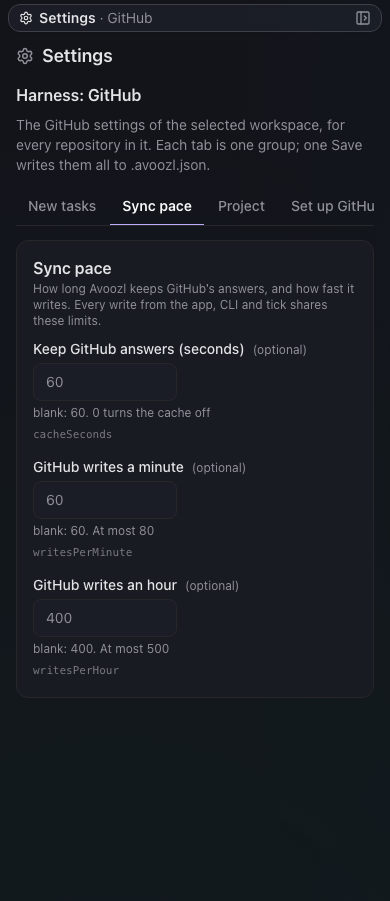 Settings · GitHub
Settings
Harness: GitHub
The GitHub settings of the selected workspace, for
every repository in it. Each tab is one group; one Save
writes them all to .avoozl.json.
New tasks Sync pace Project Set up GitHu
Sync pace
How long Avoozl keeps GitHub's answers, and how fast it
writes. Every write from the app, CLI and tick shares
these limits.
Keep GitHub answers (seconds) (optional)
60
blank: 60. 0 turns the cache off
cacheSeconds
GitHub writes a minute (optional)
60
blank: 60. At most 80
writesPerMinute
GitHub writes an hour (optional)
400
blank: 400. At most 500
writesPerHour